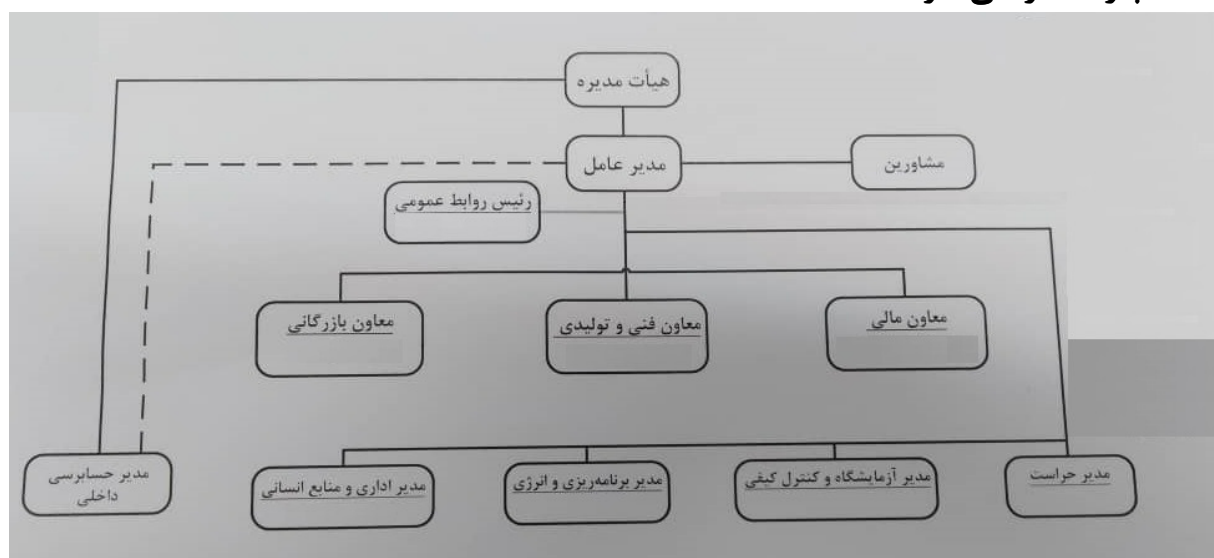 هیأت مدیره
مدیر عامل
مشاورین
رئیس روابط عمومی
معاون مالی
معاون فنی و تولیدی
معاون بازرگانی
مدیر حراست
مدیر آزمایشگاه و کنترل کیفی
مدیر برنامه‌ریزی و انرژی
مدیر اداری و منابع انسانی
مدیر حسابرسی
داخلی